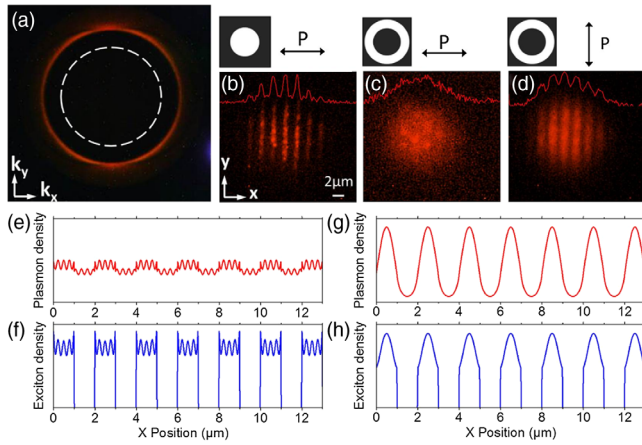 (a)
k_y
k_x
P
P
P
(b)
(c)
(d)
y
x
2μm
(e)
Plasmon density
0 2 4 6 8 10 12
(f)
Exciton density
0 2 4 6 8 10 12
X Position (μm)
(g)
Plasmon density
0 2 4 6 8 10 12
(h)
Exciton density
0 2 4 6 8 10 12
X Position (μm)